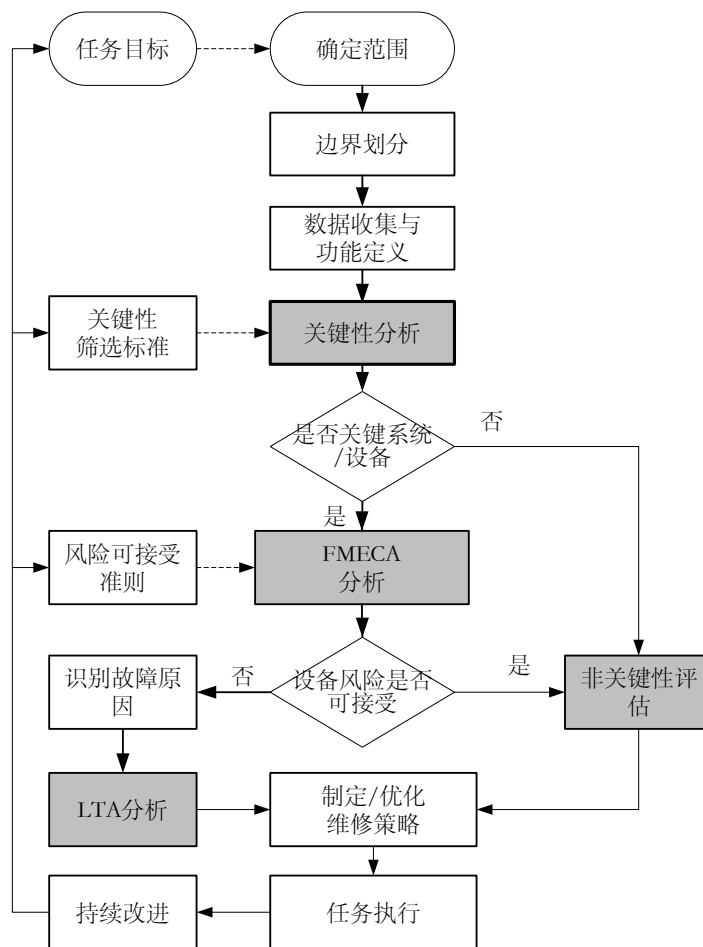 任务目标
确定范围
边界划分
数据收集与
功能定义
关键性
筛选标准
关键性分析
是否关键系统
/设备
否
是
风险可接受
准则
FMECA
分析
识别故障原
因
否
设备风险是否
可接受
是
非关键性评
估
LTA分析
制定/优化
维修策略
持续改进
任务执行